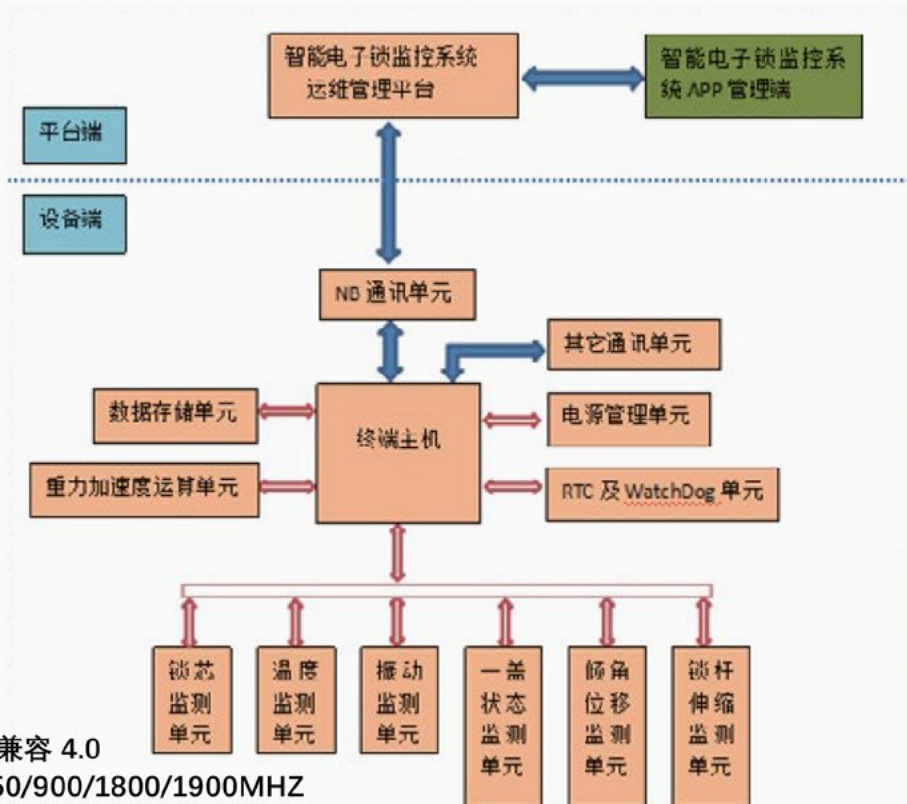 智能电子锁监控系统
运维管理平台
智能电子锁监控系
统 APP 管理端
平台端
设备端
NB 通讯单元
其它通讯单元
数据存储单元
终端主机
电源管理单元
重力加速度运算单元
RTC 及 WatchDog 单元
锁芯
监测
单元
温度
监测
单元
振动
监测
单元
一盖
状态
监测
单元
倾角
位移
监测
单元
锁杆
伸缩
监测
单元
兼容 4.0
50/900/1800/1900MHZ